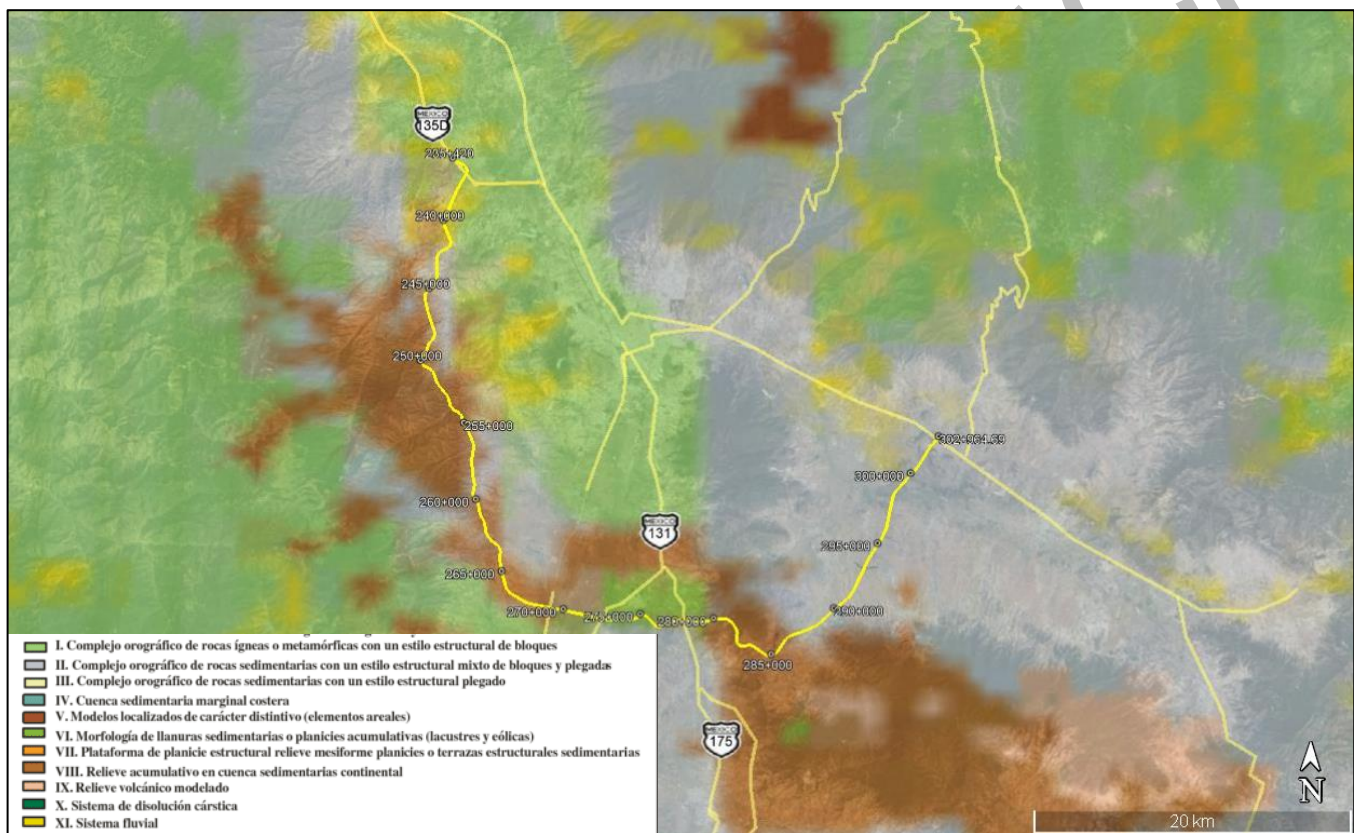 MEXICO
135D
235+420
240+000
245+000
250+000
255+000
302+964.69
300+000
260+000
MEXICO
131
295+000
265+000
270+000
290+000
280+000
285+000
I. Complejo orográfico de rocas ígneas o metamórficas con un estilo estructural de bloques
II. Complejo orográfico de rocas sedimentarias con un estilo estructural mixto de bloques y plegadas
III. Complejo orográfico de rocas sedimentarias con un estilo estructural plegado
IV. Cuenca sedimentaria marginal costera
V. Modelos localizados de carácter distintivo (elementos areales)
VI. Morfología de llanuras sedimentarias o planicies acumulativas (lacustres y eólicas)
VII. Plataforma de planicie estructural relieve mesiforme planicies o terrazas estructurales sedimentarias
VIII. Relieve acumulativo en cuenca sedimentarias continental
IX. Relieve volcánico modelado
X. Sistema de disolución cárstica
XI. Sistema fluvial
MEXICO
175
N
20 km